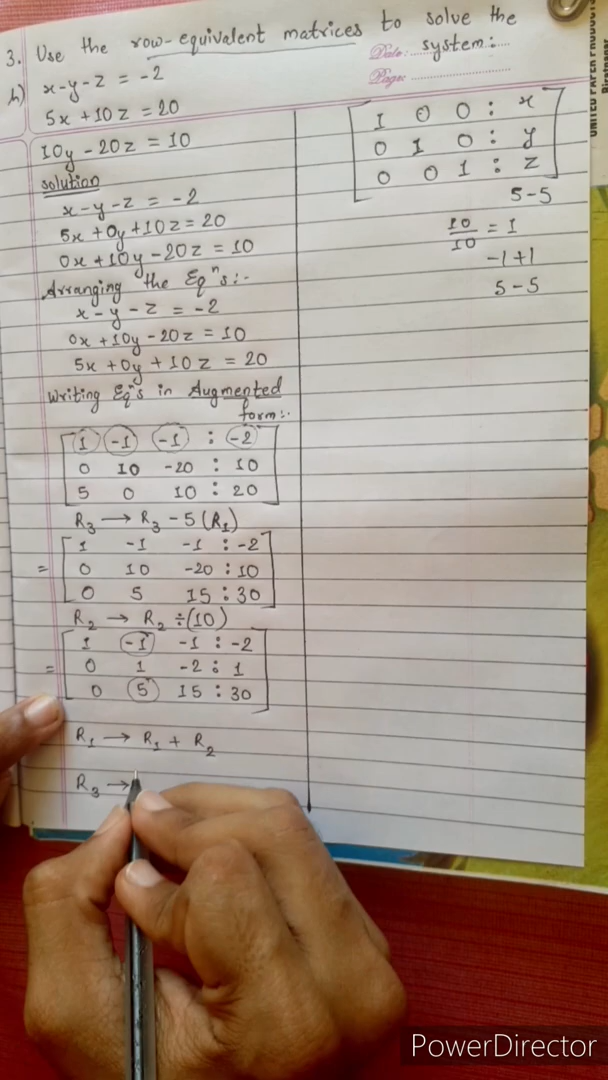 3. Use the row-equivalent matrices to solve the system:
Date:
Page:
h) x-y-z = -2
5x + 10z = 20
10y - 20z = 10
solution
x-y-z = -2
5x + 0y + 10z = 20
0x + 10y - 20z = 10
Arranging the Eqⁿs:-
x-y-z = -2
0x + 10y - 20z = 10
5x + 0y + 10z = 20
Writing Eqⁿs in Augmented form:-
1 -1 -1 : -2
0 10 -20 : 10
5 0 10 : 20
R₃ → R₃ - 5(R₁)
1 -1 -1 : -2
= 0 10 -20 : 10
0 5 15 : 30
R₂ → R₂ ÷ (10)
1 -1 -1 : -2
= 0 1 -2 : 1
0 5 15 : 30
R₁ → R₁ + R₂
R₃ →
1 0 0 : x
0 1 0 : y
0 0 1 : z
5-5
10/10 = 1
-1+1
5-5
UNITED PAPER PRODUCTS
PowerDirector